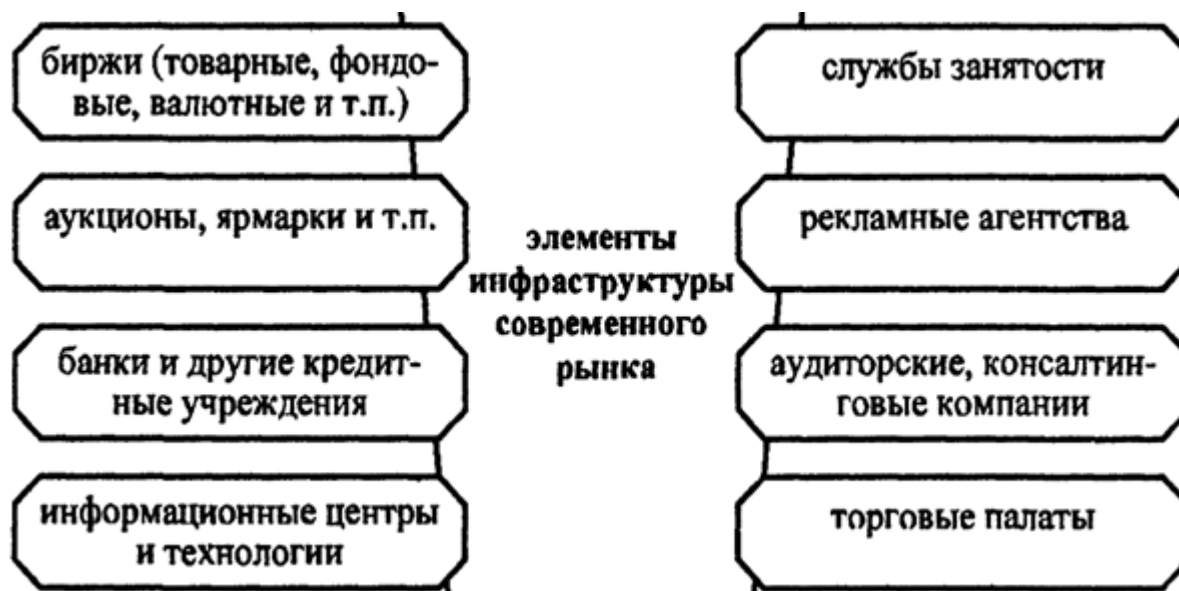 биржи (товарные, фондо-
вые, валютные и т.п.)
аукционы, ярмарки и т.п.
банки и другие кредит-
ные учреждения
информационные центры
и технологии
элементы
инфраструктуры
современного
рынка
службы занятости
рекламные агентства
аудиторские, консалтин-
говые компании
торговые палаты